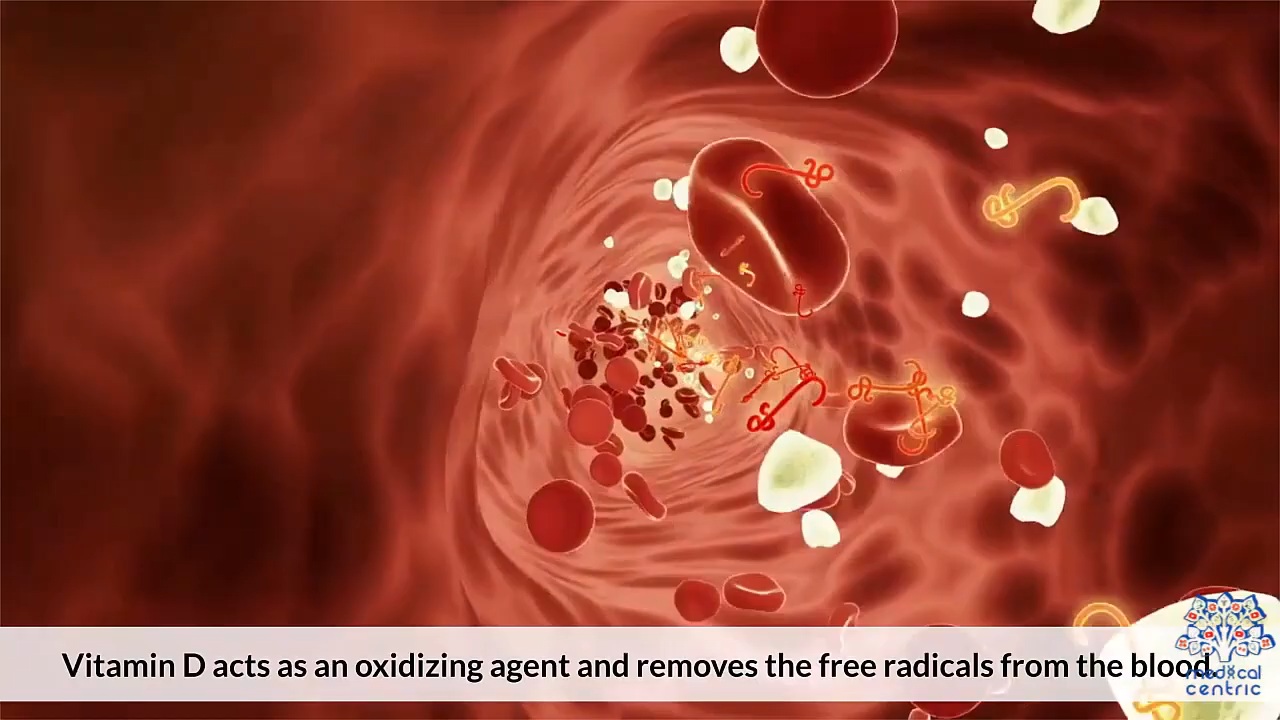 Vitamin D acts as an oxidizing agent and removes the free radicals from the blood.
medical
centric